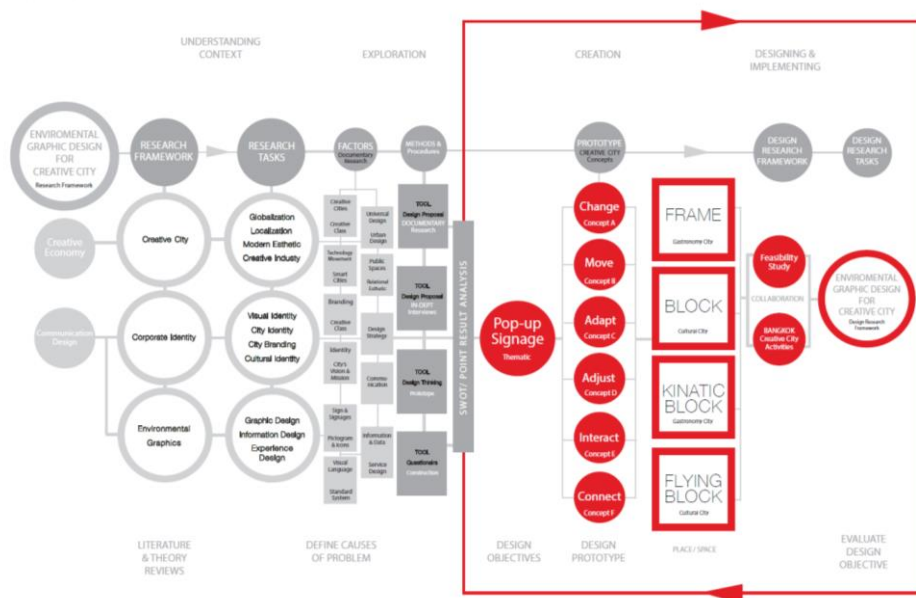 UNDERSTANDING
CONTEXT
EXPLORATION
CREATION
DESIGNING &
IMPLEMENTING
ENVIROMENTAL
GRAPHIC DESIGN
FOR
CREATIVE CITY
Research Framework
RESEARCH
FRAMEWORK
RESEARCH
TASKS
FACTORS
Documentary
Research
METHODS &
Procedures
PROTOTYPE
CREATIVE CITY
Concepts
DESIGN
RESEARCH
FRAMEWORK
DESIGN
RESEARCH
TASKS
Creative
Economy
Communication
Design
Creative City
Corporate Identity
Environmental
Graphics
Globalization
Localization
Modern Esthetic
Creative Industy
Visual Identity
City Identity
City Branding
Cultural Identity
Graphic Design
Information Design
Experience
Design
Creative
Cities
Creative
Class
Technology
Movement
Smart
Cities
Branding
Creative
Class
Identity
City's
Vision &
Mission
Sign &
Signages
Pictogram
& Icons
Visual
Language
Standard
System
Universal
Design
Urban
Design
Public
Spaces
Relational
Esthetic
Design
Strategy
Commu
nication
Information
& Data
Service
Design
TOOL
Design Proposal
DOCUMENTARY
Research
TOOL
Design Proposal
IN-DEPT
Interviews
TOOL
Design Thinking
Prototype
TOOL
Questionairs
Construction
SWOT/ POINT RESULT ANALYSIS
Pop-up
Signage
Thematic
Change
Concept A
Move
Concept B
Adapt
Concept C
Adjust
Concept D
Interact
Concept E
Connect
Concept F
FRAME
Gastronome City
BLOCK
Cultural City
KINATIC
BLOCK
Gastronome City
FLYING
BLOCK
Cultural City
Feasibility
Study
COLLABORATION
BANGKOK
Creative City
Activities
ENVIROMENTAL
GRAPHIC DESIGN
FOR
CREATIVE CITY
Design Research
Framework
LITERATURE
& THEORY
REVIEWS
DEFINE CAUSES
OF PROBLEM
DESIGN
OBJECTIVES
DESIGN
PROTOTYPE
PLACE / SPACE
EVALUATE
DESIGN
OBJECTIVE